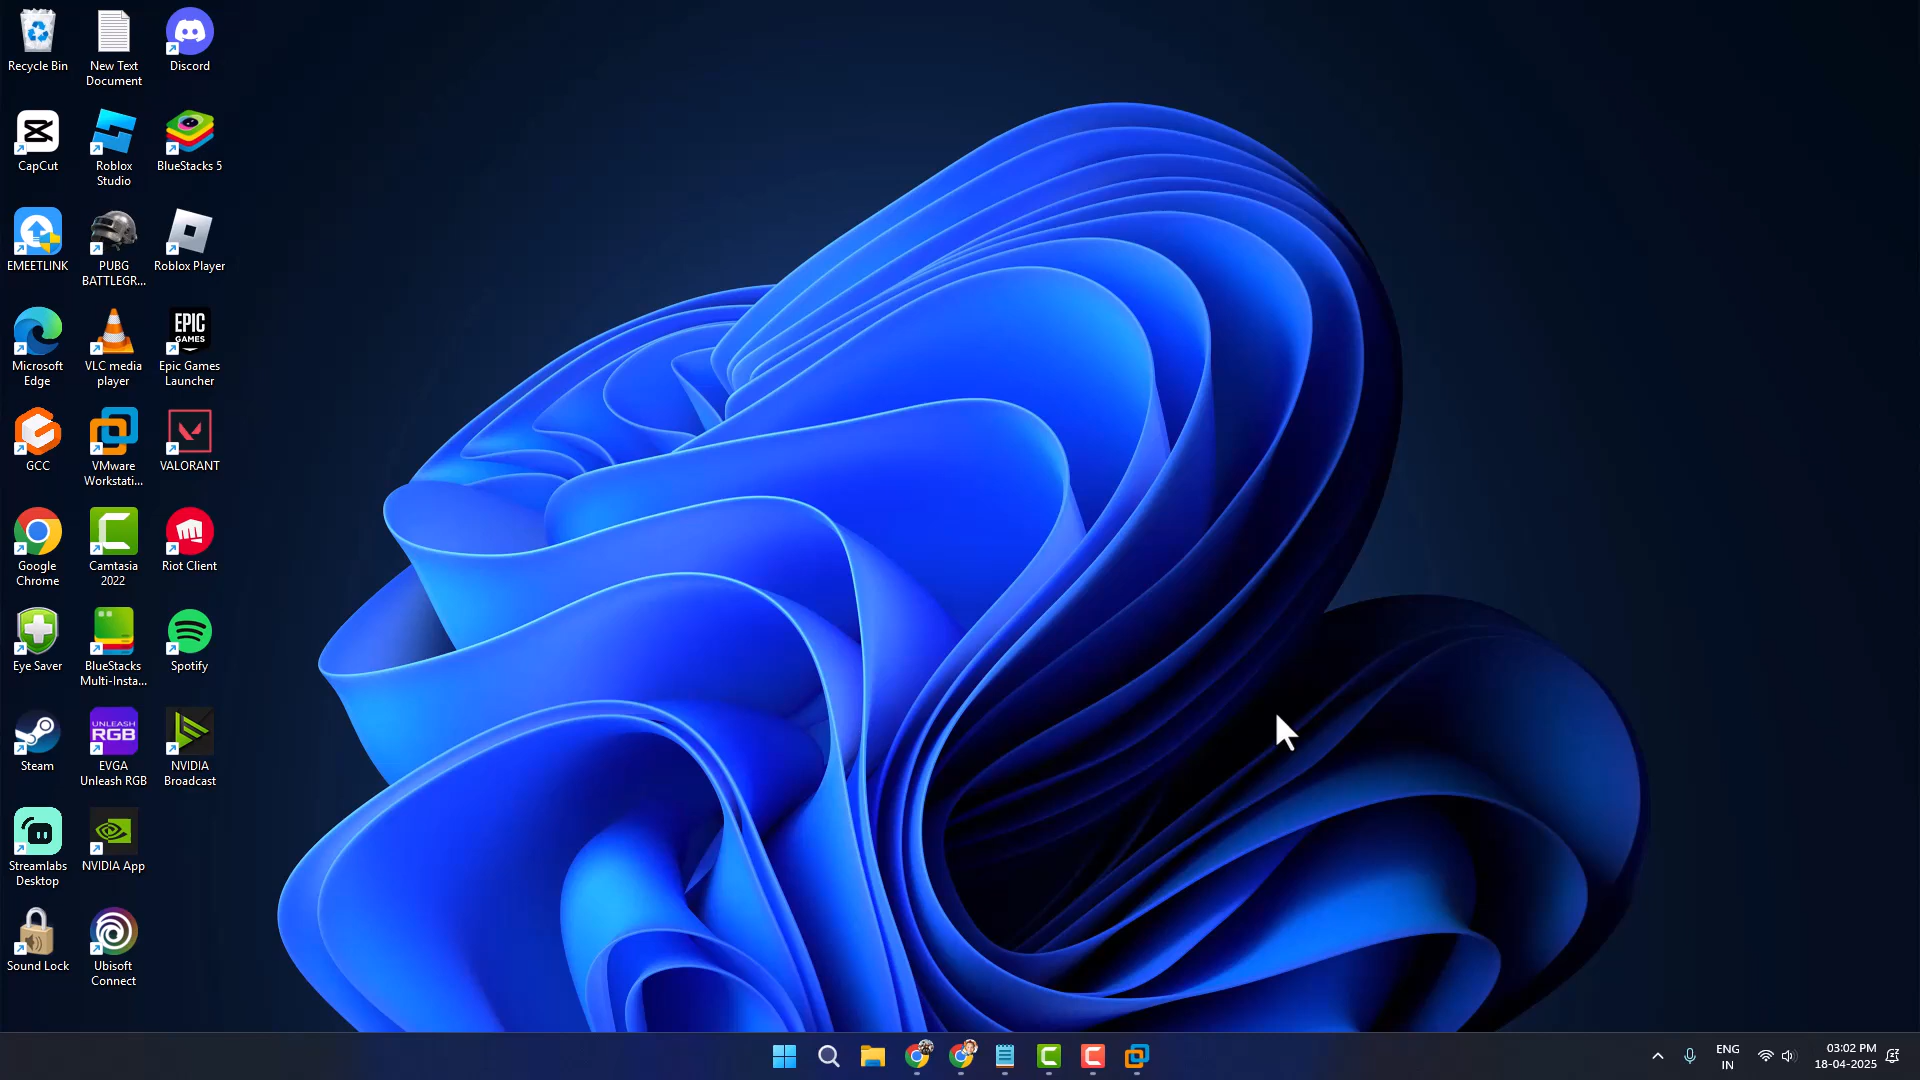 Recycle Bin
New Text
Document
Discord
CapCut
Roblox
Studio
BlueStacks 5
EMEETLINK
PUBG
BATTLEGR...
Roblox Player
Microsoft
Edge
VLC media
player
EPIC
GAMES
Epic Games
Launcher
GCC
VMware
Workstati...
VALORANT
Google
Chrome
Camtasia
2022
Riot Client
Eye Saver
BlueStacks
Multi-Insta...
Spotify
Steam
UNLEASH
RGB
EVGA
Unleash RGB
NVIDIA
Broadcast
Streamlabs
Desktop
NVIDIA App
Sound Lock
Ubisoft
Connect
ENG
IN
03:02 PM
18-04-2025